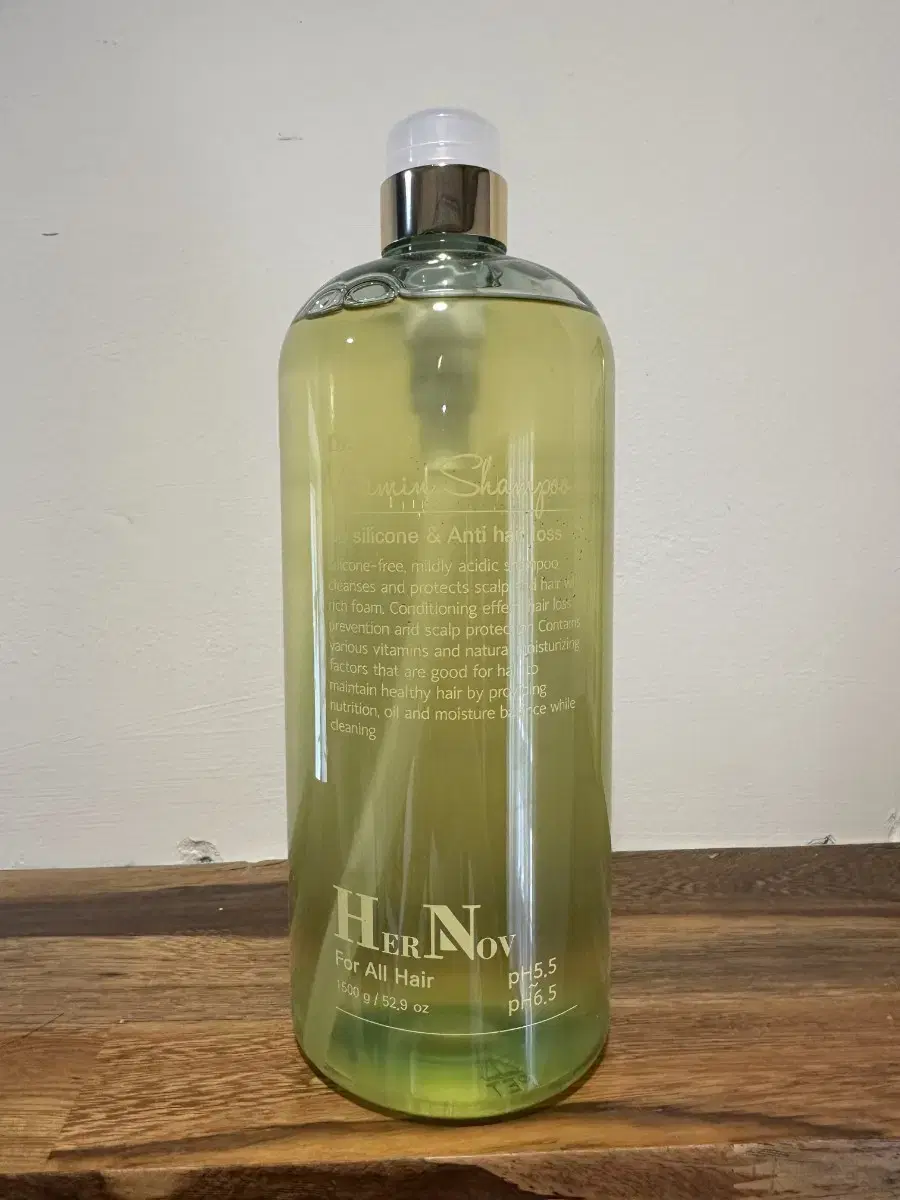 Shampoo
silicone & Anti hair loss
silicone-free, mildly acidic shampoo
cleanses and protects scalp and hair
rich foam. Conditioning effect hair loss
prevention and scalp protection Contains
various vitamins and natural moisturizing
factors that are good for hair to
maintain healthy hair by providing
nutrition, oil and moisture balance while
cleaning
HERNOV
For All Hair
1500 g / 52.9 oz
pH5.5
~
pH6.5
PET